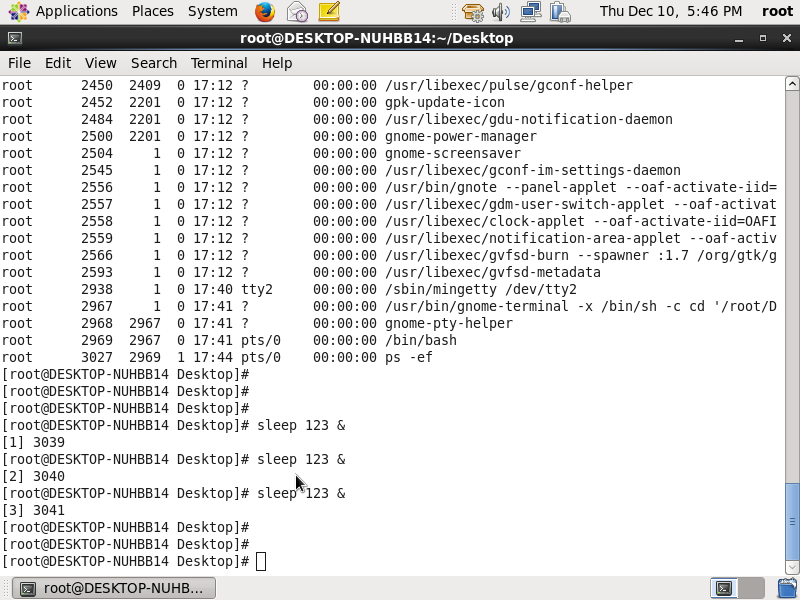 Applications Places System Thu Dec 10, 5:46 PM root
root@DESKTOP-NUHBB14:~/Desktop
File Edit View Search Terminal Help
root 2450 2409 0 17:12 ? 00:00:00 /usr/libexec/pulse/gconf-helper
root 2452 2201 0 17:12 ? 00:00:00 gpk-update-icon
root 2484 2201 0 17:12 ? 00:00:00 /usr/libexec/gdu-notification-daemon
root 2500 2201 0 17:12 ? 00:00:00 gnome-power-manager
root 2504 1 0 17:12 ? 00:00:00 gnome-screensaver
root 2545 1 0 17:12 ? 00:00:00 /usr/libexec/gconf-im-settings-daemon
root 2556 1 0 17:12 ? 00:00:00 /usr/bin/gnote --panel-applet --oaf-activate-iid=
root 2557 1 0 17:12 ? 00:00:00 /usr/libexec/gdm-user-switch-applet --oaf-activat
root 2558 1 0 17:12 ? 00:00:00 /usr/libexec/clock-applet --oaf-activate-iid=OAFI
root 2559 1 0 17:12 ? 00:00:00 /usr/libexec/notification-area-applet --oaf-activ
root 2566 1 0 17:12 ? 00:00:00 /usr/libexec/gvfsd-burn --spawner :1.7 /org/gtk/g
root 2593 1 0 17:12 ? 00:00:00 /usr/libexec/gvfsd-metadata
root 2938 1 0 17:40 tty2 00:00:00 /sbin/mingetty /dev/tty2
root 2967 1 0 17:41 ? 00:00:00 /usr/bin/gnome-terminal -x /bin/sh -c cd '/root/D
root 2968 2967 0 17:41 ? 00:00:00 gnome-pty-helper
root 2969 2967 0 17:41 pts/0 00:00:00 /bin/bash
root 3027 2969 1 17:44 pts/0 00:00:00 ps -ef
[root@DESKTOP-NUHBB14 Desktop]#
[root@DESKTOP-NUHBB14 Desktop]#
[root@DESKTOP-NUHBB14 Desktop]#
[root@DESKTOP-NUHBB14 Desktop]# sleep 123 &
[1] 3039
[root@DESKTOP-NUHBB14 Desktop]# sleep 123 &
[2] 3040
[root@DESKTOP-NUHBB14 Desktop]# sleep 123 &
[3] 3041
[root@DESKTOP-NUHBB14 Desktop]#
[root@DESKTOP-NUHBB14 Desktop]#
[root@DESKTOP-NUHBB14 Desktop]#
root@DESKTOP-NUHB...